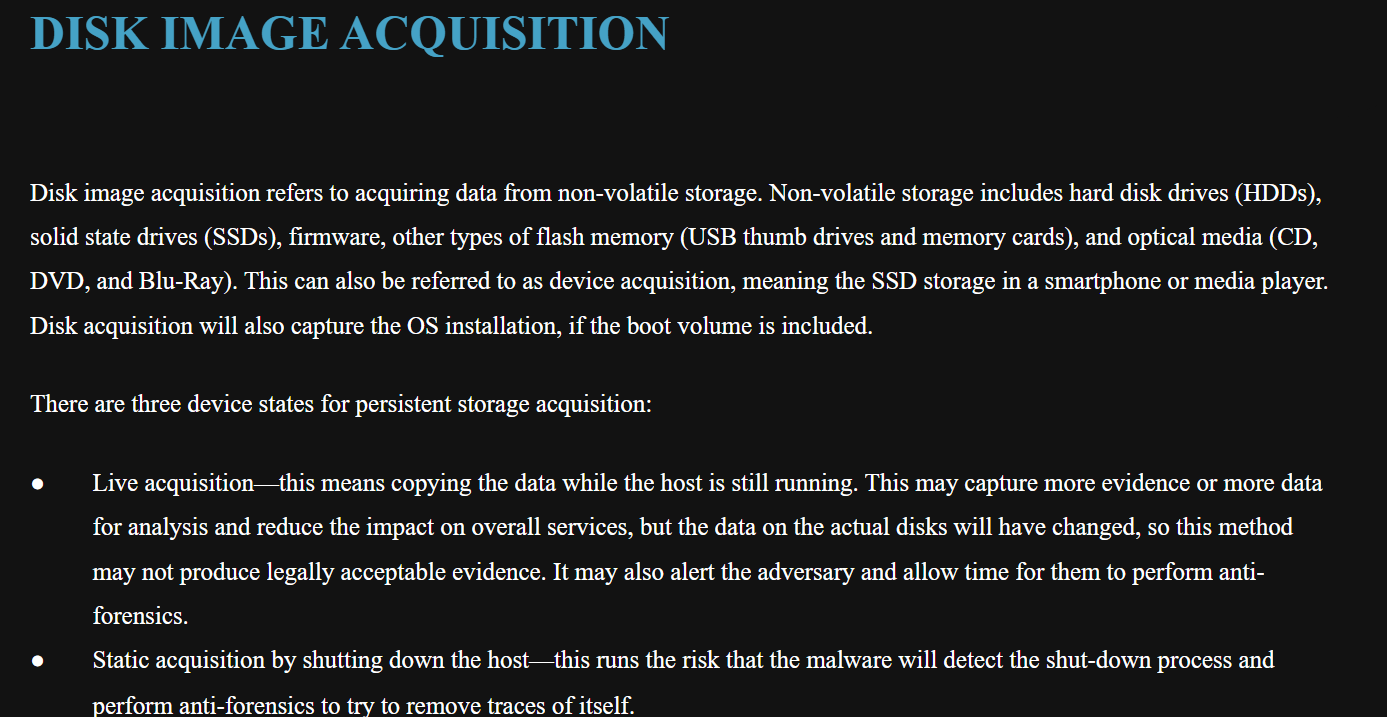 DISK IMAGE ACQUISITION
Disk image acquisition refers to acquiring data from non-volatile storage. Non-volatile storage includes hard disk drives (HDDs),
solid state drives (SSDs), firmware, other types of flash memory (USB thumb drives and memory cards), and optical media (CD,
DVD, and Blu-Ray). This can also be referred to as device acquisition, meaning the SSD storage in a smartphone or media player.
Disk acquisition will also capture the OS installation, if the boot volume is included.
There are three device states for persistent storage acquisition:
● Live acquisition—this means copying the data while the host is still running. This may capture more evidence or more data
for analysis and reduce the impact on overall services, but the data on the actual disks will have changed, so this method
may not produce legally acceptable evidence. It may also alert the adversary and allow time for them to perform anti-
forensics.
● Static acquisition by shutting down the host—this runs the risk that the malware will detect the shut-down process and
perform anti-forensics to try to remove traces of itself.